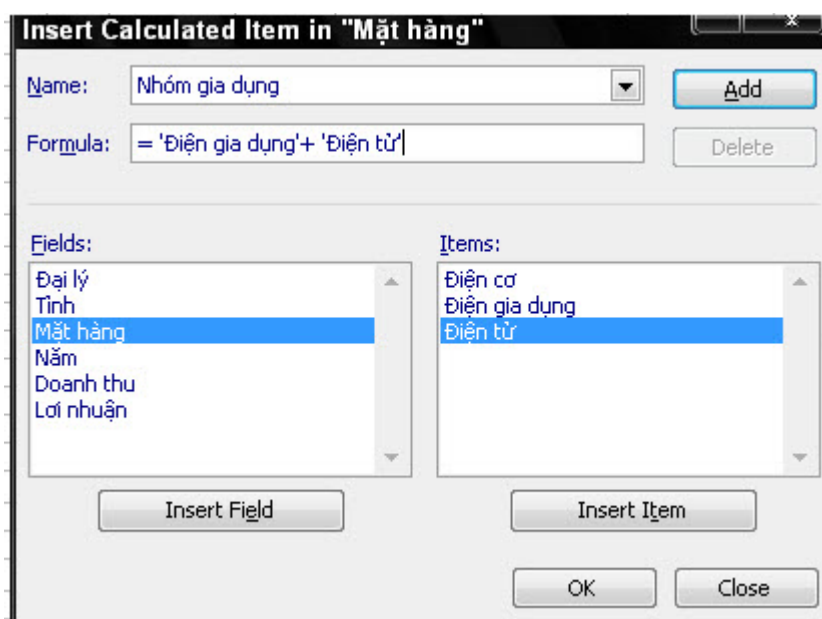 Insert Calculated Item in "Mặt hàng"
x
Name: Nhóm gia dụng Add
Formula: = 'Điện gia dụng'+ 'Điện tử' Delete
Fields: Items:
Đại lý
Tỉnh
Mặt hàng
Năm
Doanh thu
Lợi nhuận
Điện cơ
Điện gia dụng
Điện tử
Insert Field Insert Item
OK Close